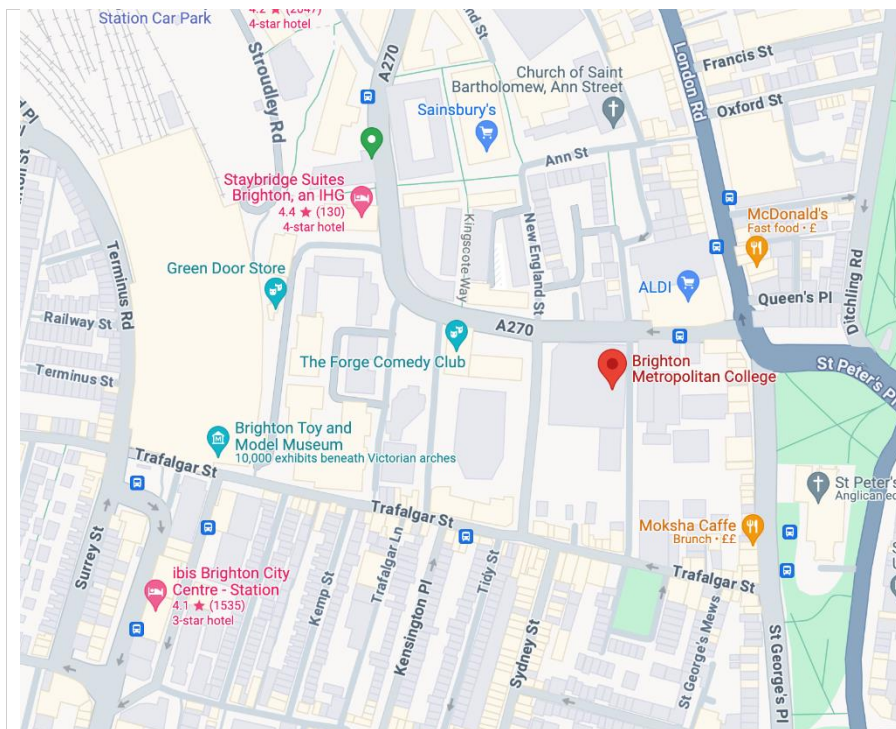 4.2 ★ (2047)
4-star hotel
Station Car Park
Stroudley Rd
A270
Church of Saint
Bartholomew, Ann Street
Sainsbury's
London Rd
Francis St
Oxford St
Ann St
Staybridge Suites
Brighton, an IHG
4.4 ★ (130)
4-star hotel
Kingscote Way
New England St
McDonald's
Fast food · £
Terminus Rd
Green Door Store
ALDI
Queen's Pl
Ditchling Rd
Railway St
A270
The Forge Comedy Club
Brighton
Metropolitan College
St Peter's Pl
Terminus St
Brighton Toy and
Model Museum
10,000 exhibits beneath Victorian arches
Trafalgar St
Trafalgar St
St Peter's
Anglican
Moksha Caffe
Brunch · ££
Surrey St
ibis Brighton City
Centre - Station
4.1 ★ (1535)
3-star hotel
Kemp St
Trafalgar Ln
Kensington Pl
Tidy St
Sydney St
Trafalgar St
St George's Mews
St George's Pl